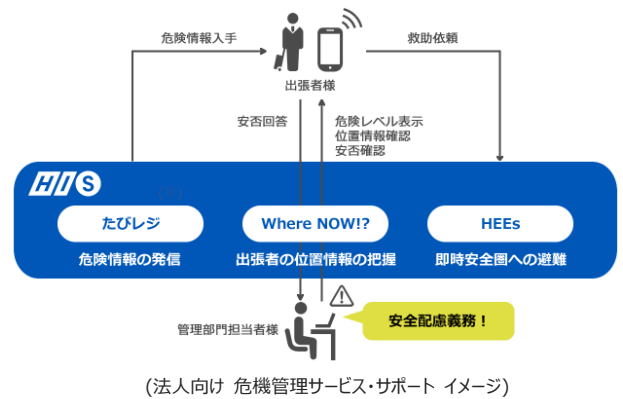 危険情報入手
救助依頼
出張者様
安否回答
危険レベル表示
位置情報確認
安否確認
HIS
たびレジ
Where NOW!?
HEEs
危険情報の発信
出張者の位置情報の把握
即時安全圏への避難
管理部門担当者様
安全配慮義務！
(法人向け 危機管理サービス・サポート イメージ)